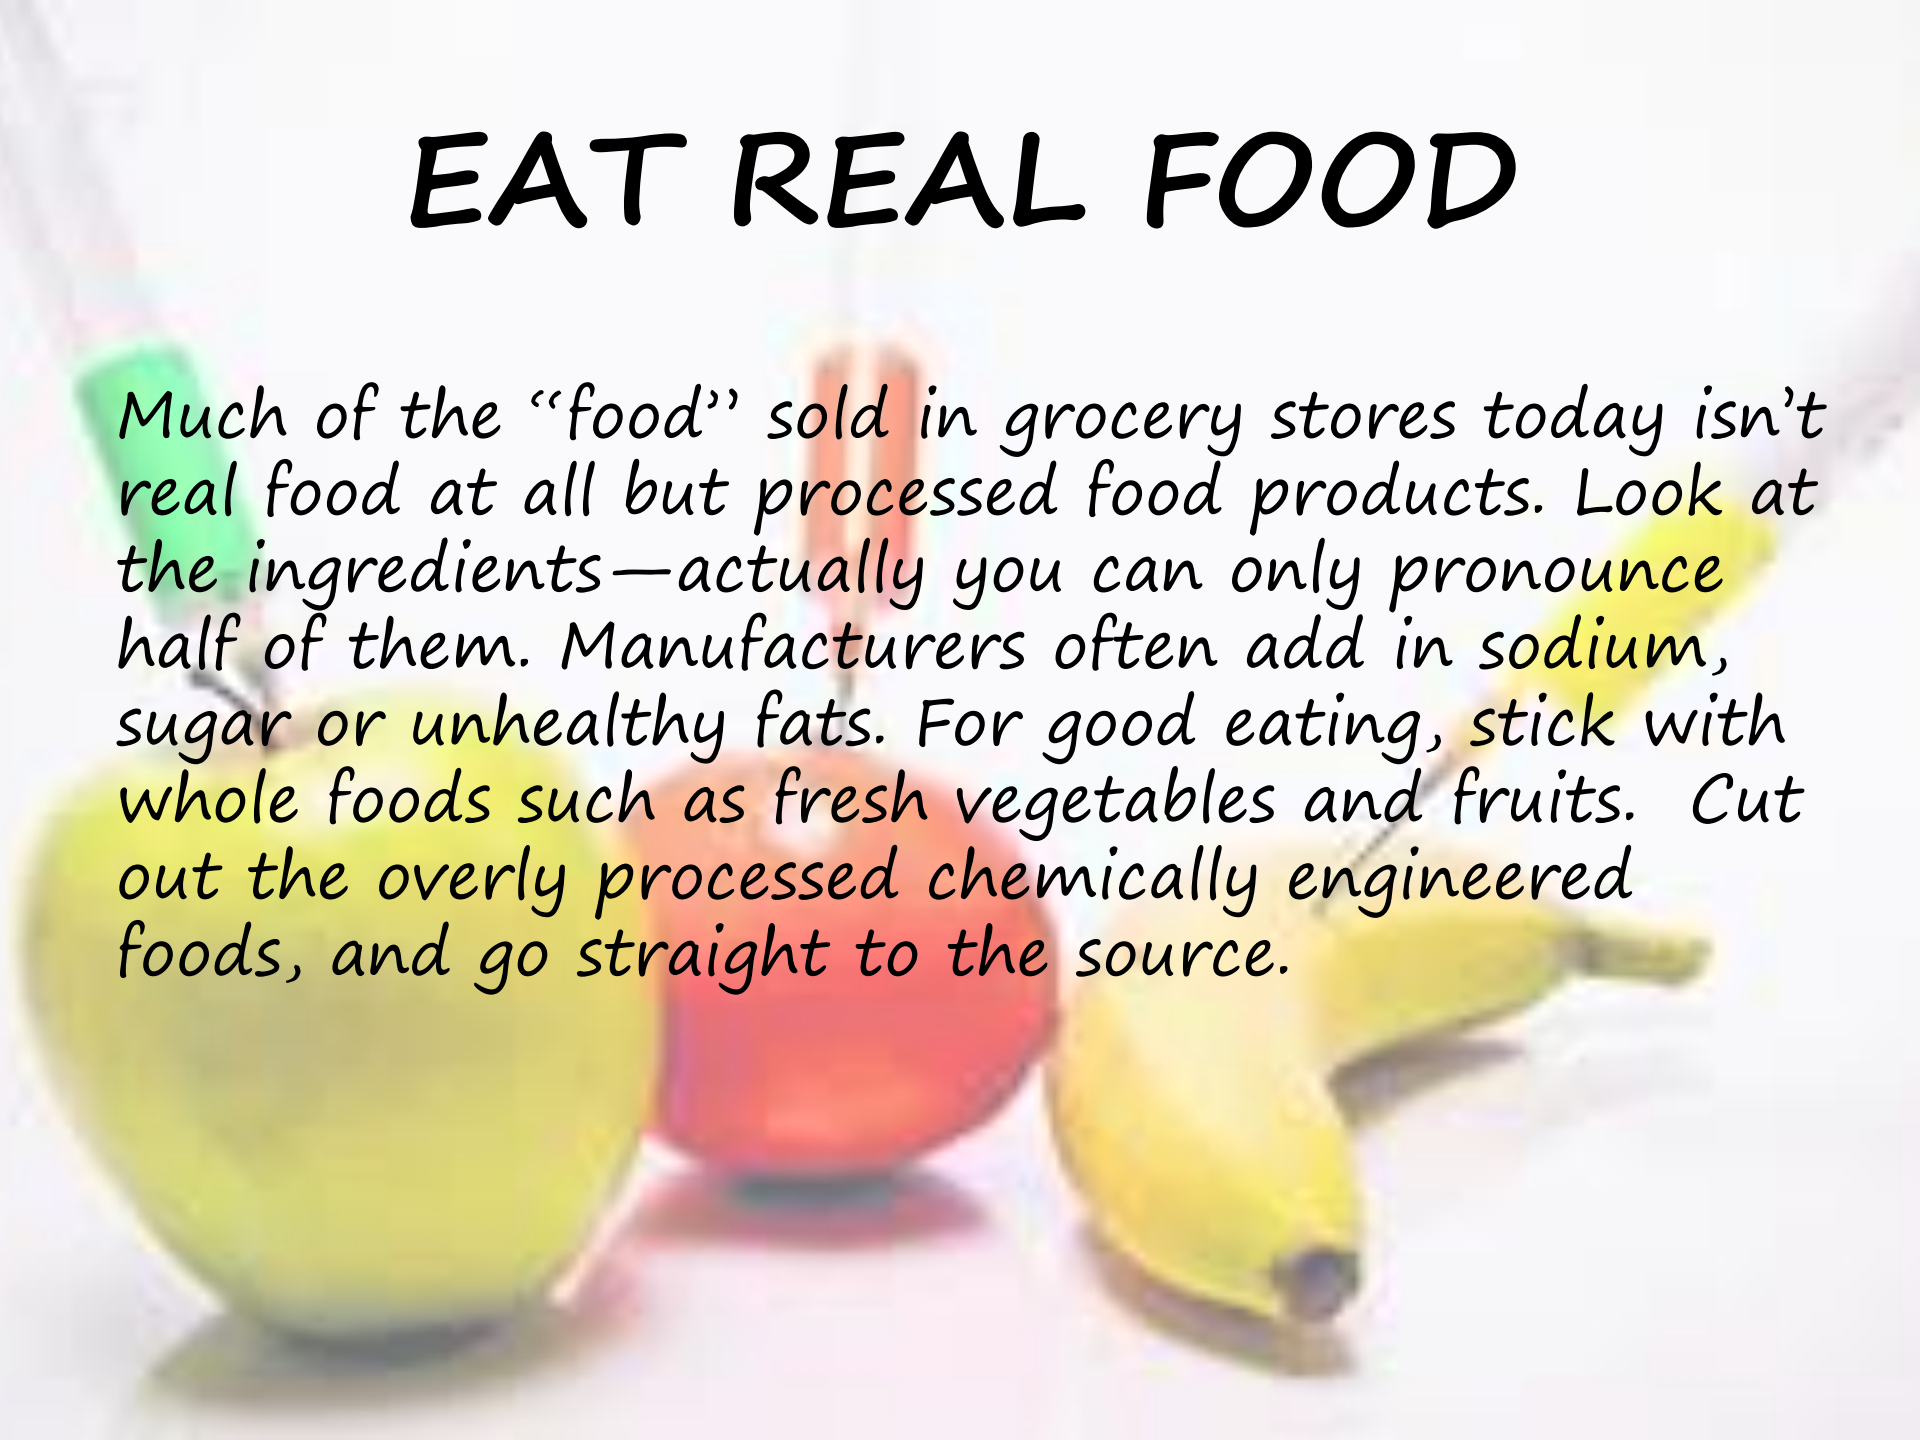 EAT REAL FOOD
Much of the “food” sold in grocery stores today isn’t
real food at all but processed food products. Look at
the ingredients—actually you can only pronounce
half of them. Manufacturers often add in sodium,
sugar or unhealthy fats. For good eating, stick with
whole foods such as fresh vegetables and fruits.  Cut
out the overly processed chemically engineered
foods, and go straight to the source.